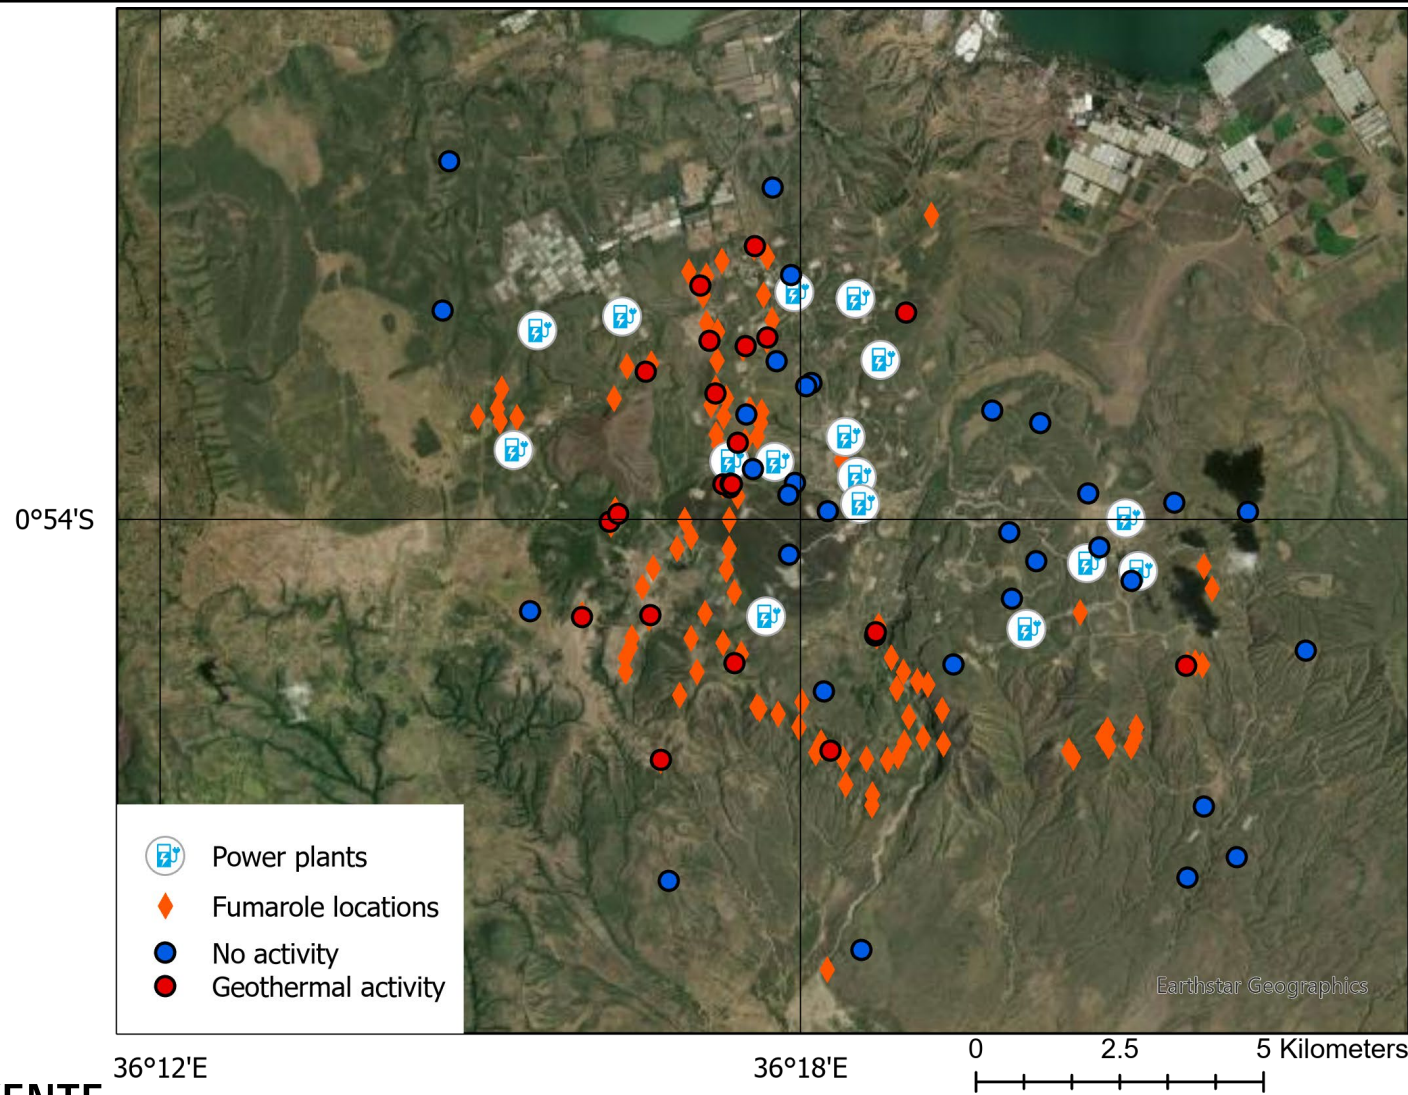 0°54'S
Power plants
Fumarole locations
No activity
Geothermal activity
Earthstar Geographics
36°12'E
36°18'E
0 2.5 5 Kilometers